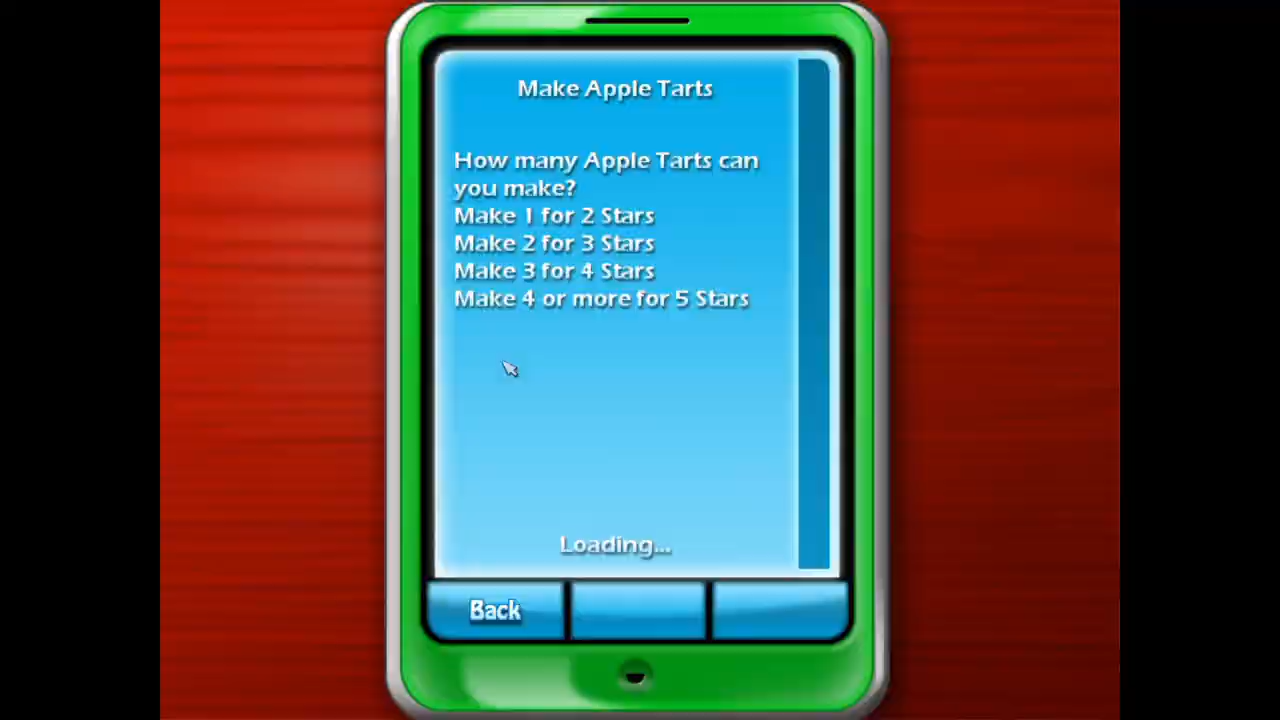 Make Apple Tarts
How many Apple Tarts can
you make?
Make 1 for 2 Stars
Make 2 for 3 Stars
Make 3 for 4 Stars
Make 4 or more for 5 Stars
Loading...
Back